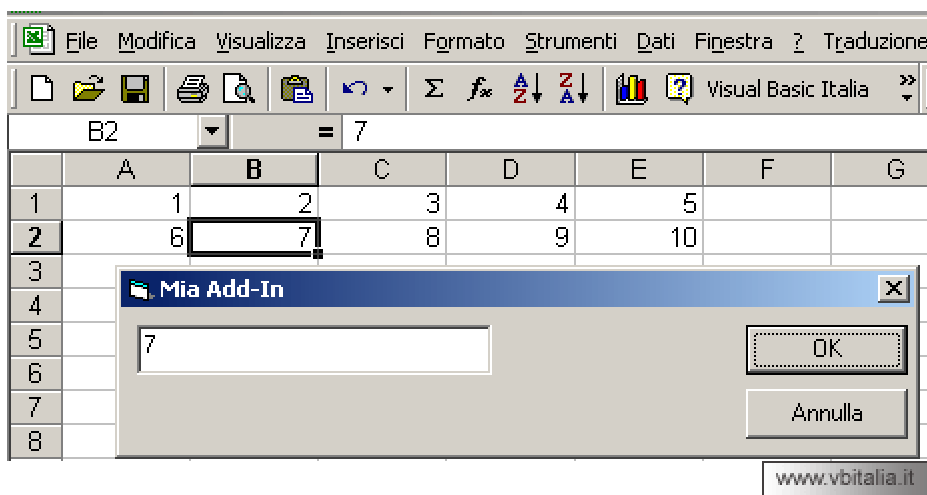 File Modifica Visualizza Inserisci Formato Strumenti Dati Finestra ? Traduzione
Σ fx A Z Z A ? Visual Basic Italia »
B2 = 7
A B C D E F G
1 1 2 3 4 5
2 6 7 8 9 10
3
Mia Add-In
4
5
7 OK
6
7 Annulla
8
www.vbitalia.it